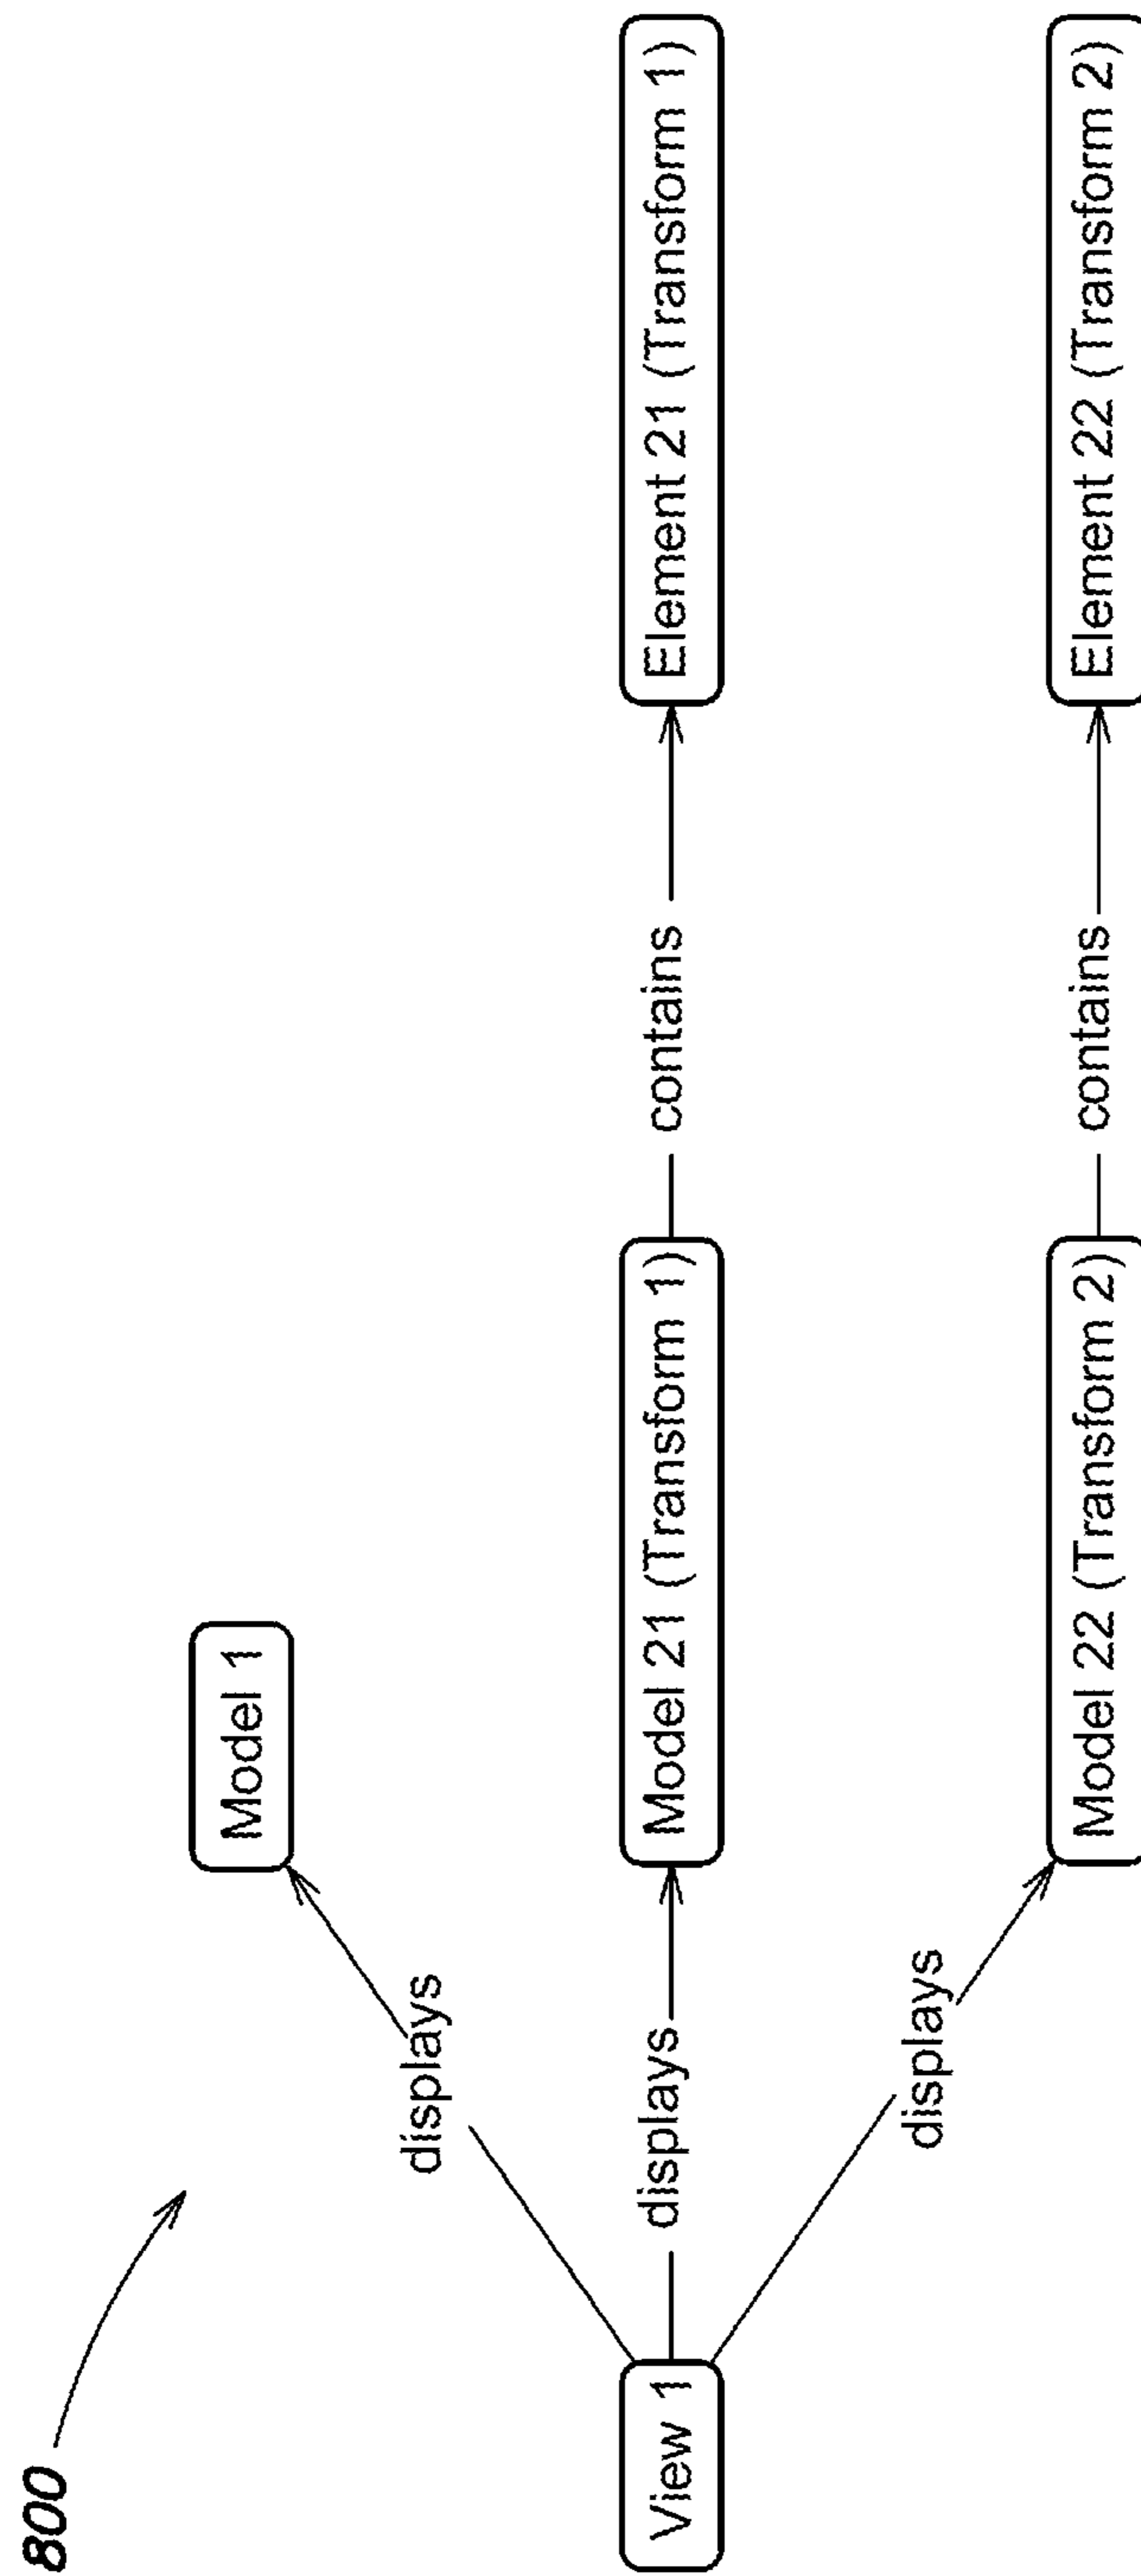 800
Model 1
displays
View 1
displays
Model 21 (Transform 1)
contains
Element 21 (Transform 1)
displays
Model 22 (Transform 2)
contains
Element 22 (Transform 2)